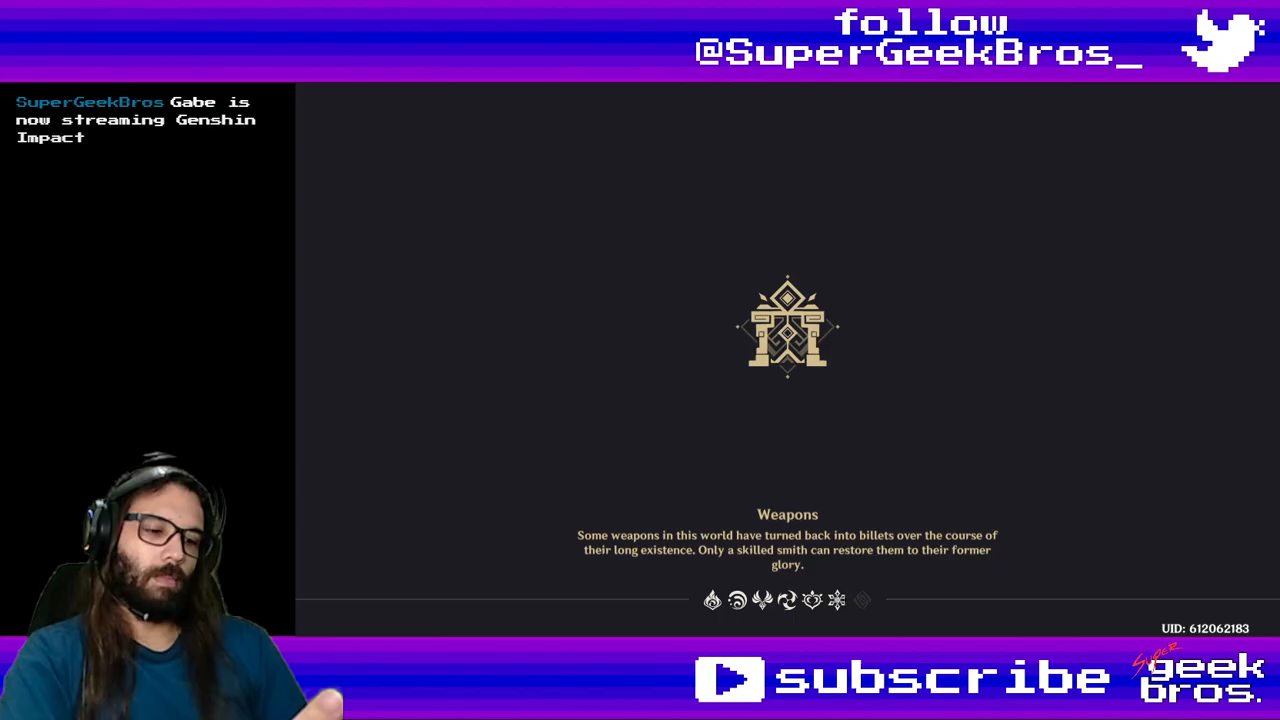 follow
@SuperGeekBros_
SuperGeekBros Gabe is
now streaming Genshin
Impact
Weapons
Some weapons in this world have turned back into billets over the course of
their long existence. Only a skilled smith can restore them to their former
glory.
UID: 612062183
subscribe
SUPER
geek
bros.